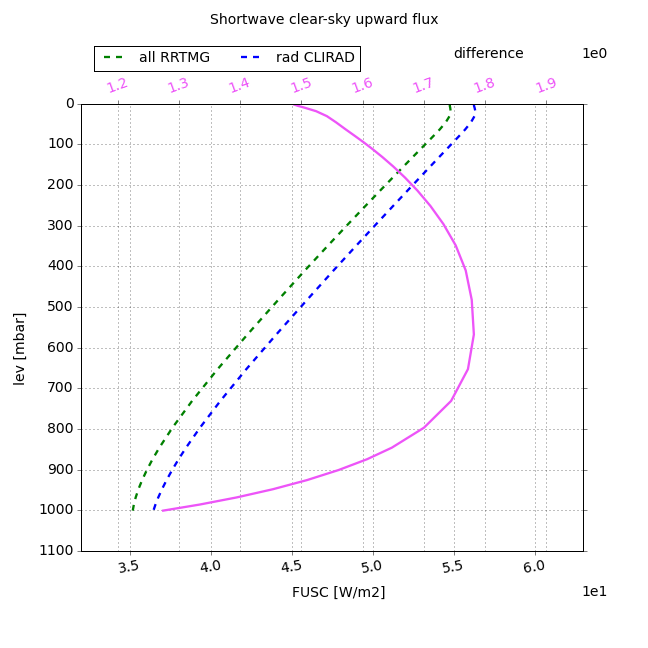 Shortwave clear-sky upward flux
all RRTMG rad CLIRAD difference 1e0
1.2 1.3 1.4 1.5 1.6 1.7 1.8 1.9
0
100
200
300
400
500
600
700
800
900
1000
1100
lev [mbar]
3.5 4.0 4.5 5.0 5.5 6.0
FUSC [W/m2] 1e1